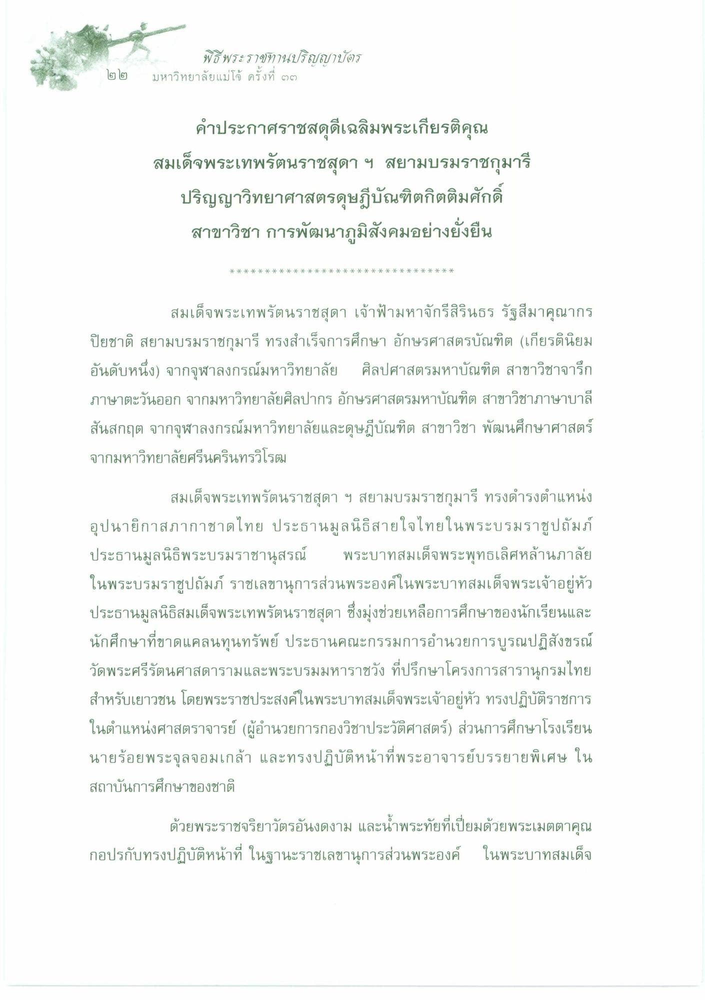 พิธีพระราชทานปริญญาบัตร
๒๒ มหาวิทยาลัยแม่โจ้ ครั้งที่ ๓๓
คำประกาศราชสดุดีเฉลิมพระเกียรติคุณ
สมเด็จพระเทพรัตนราชสุดา ฯ สยามบรมราชกุมารี
ปริญญาวิทยาศาสตรดุษฎีบัณฑิตกิตติมศักดิ์
สาขาวิชา การพัฒนาภูมิสังคมอย่างยั่งยืน
********************************
สมเด็จพระเทพรัตนราชสุดา เจ้าฟ้ามหาจักรีสิรินธร รัฐสีมาคุณากร
ปิยชาติ สยามบรมราชกุมารี ทรงสำเร็จการศึกษา อักษรศาสตรบัณฑิต (เกียรตินิยม
อันดับหนึ่ง) จากจุฬาลงกรณ์มหาวิทยาลัย ศิลปศาสตรมหาบัณฑิต สาขาวิชาจารึก
ภาษาตะวันออก จากมหาวิทยาลัยศิลปากร อักษรศาสตรมหาบัณฑิต สาขาวิชาภาษาบาลี
สันสกฤต จากจุฬาลงกรณ์มหาวิทยาลัยและดุษฎีบัณฑิต สาขาวิชา พัฒนศึกษาศาสตร์
จากมหาวิทยาลัยศรีนครินทรวิโรฒ
สมเด็จพระเทพรัตนราชสุดา ฯ สยามบรมราชกุมารี ทรงดำรงตำแหน่ง
อุปนายิกาสภากาชาดไทย ประธานมูลนิธิสายใจไทยในพระบรมราชูปถัมภ์
ประธานมูลนิธิพระบรมราชานุสรณ์ พระบาทสมเด็จพระพุทธเลิศหล้านภาลัย
ในพระบรมราชูปถัมภ์ ราชเลขานุการส่วนพระองค์ในพระบาทสมเด็จพระเจ้าอยู่หัว
ประธานมูลนิธิสมเด็จพระเทพรัตนราชสุดา ซึ่งมุ่งช่วยเหลือการศึกษาของนักเรียนและ
นักศึกษาที่ขาดแคลนทุนทรัพย์ ประธานคณะกรรมการอำนวยการบูรณปฏิสังขรณ์
วัดพระศรีรัตนศาสดารามและพระบรมมหาราชวัง ที่ปรึกษาโครงการสารานุกรมไทย
สำหรับเยาวชน โดยพระราชประสงค์ในพระบาทสมเด็จพระเจ้าอยู่หัว ทรงปฏิบัติราชการ
ในตำแหน่งศาสตราจารย์ (ผู้อำนวยการกองวิชาประวัติศาสตร์) ส่วนการศึกษาโรงเรียน
นายร้อยพระจุลจอมเกล้า และทรงปฏิบัติหน้าที่พระอาจารย์บรรยายพิเศษ ใน
สถาบันการศึกษาของชาติ
ด้วยพระราชจริยาวัตรอันงดงาม และน้ำพระทัยที่เปี่ยมด้วยพระเมตตาคุณ
กอปรกับทรงปฏิบัติหน้าที่ ในฐานะราชเลขานุการส่วนพระองค์ ในพระบาทสมเด็จ